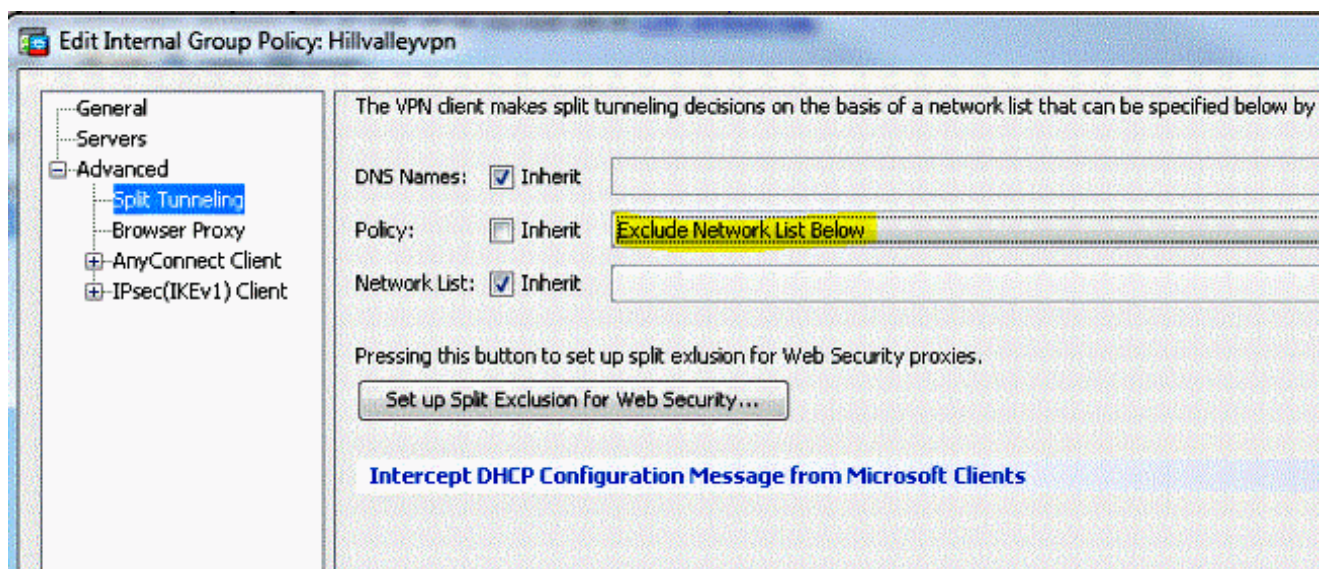 Edit Internal Group Policy: Hillvalleyvpn
General
Servers
Advanced
Split Tunneling
Browser Proxy
AnyConnect Client
IPsec(IKEv1) Client
The VPN client makes split tunneling decisions on the basis of a network list that can be specified below by
DNS Names: Inherit
Policy: Inherit Exclude Network List Below
Network List: Inherit
Pressing this button to set up split exlusion for Web Security proxies.
Set up Split Exclusion for Web Security...
Intercept DHCP Configuration Message from Microsoft Clients